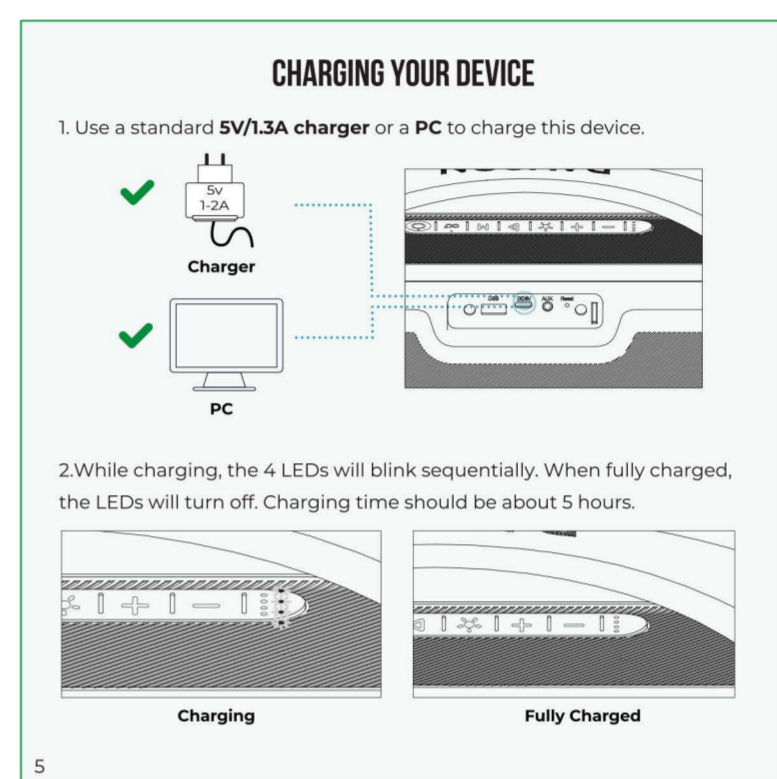 CHARGING YOUR DEVICE
1. Use a standard 5V/1.3A charger or a PC to charge this device.
5v
1-2A
Charger
DC5V
AUX
Reset
PC
2.While charging, the 4 LEDs will blink sequentially. When fully charged,
the LEDs will turn off. Charging time should be about 5 hours.
Charging
Fully Charged
5